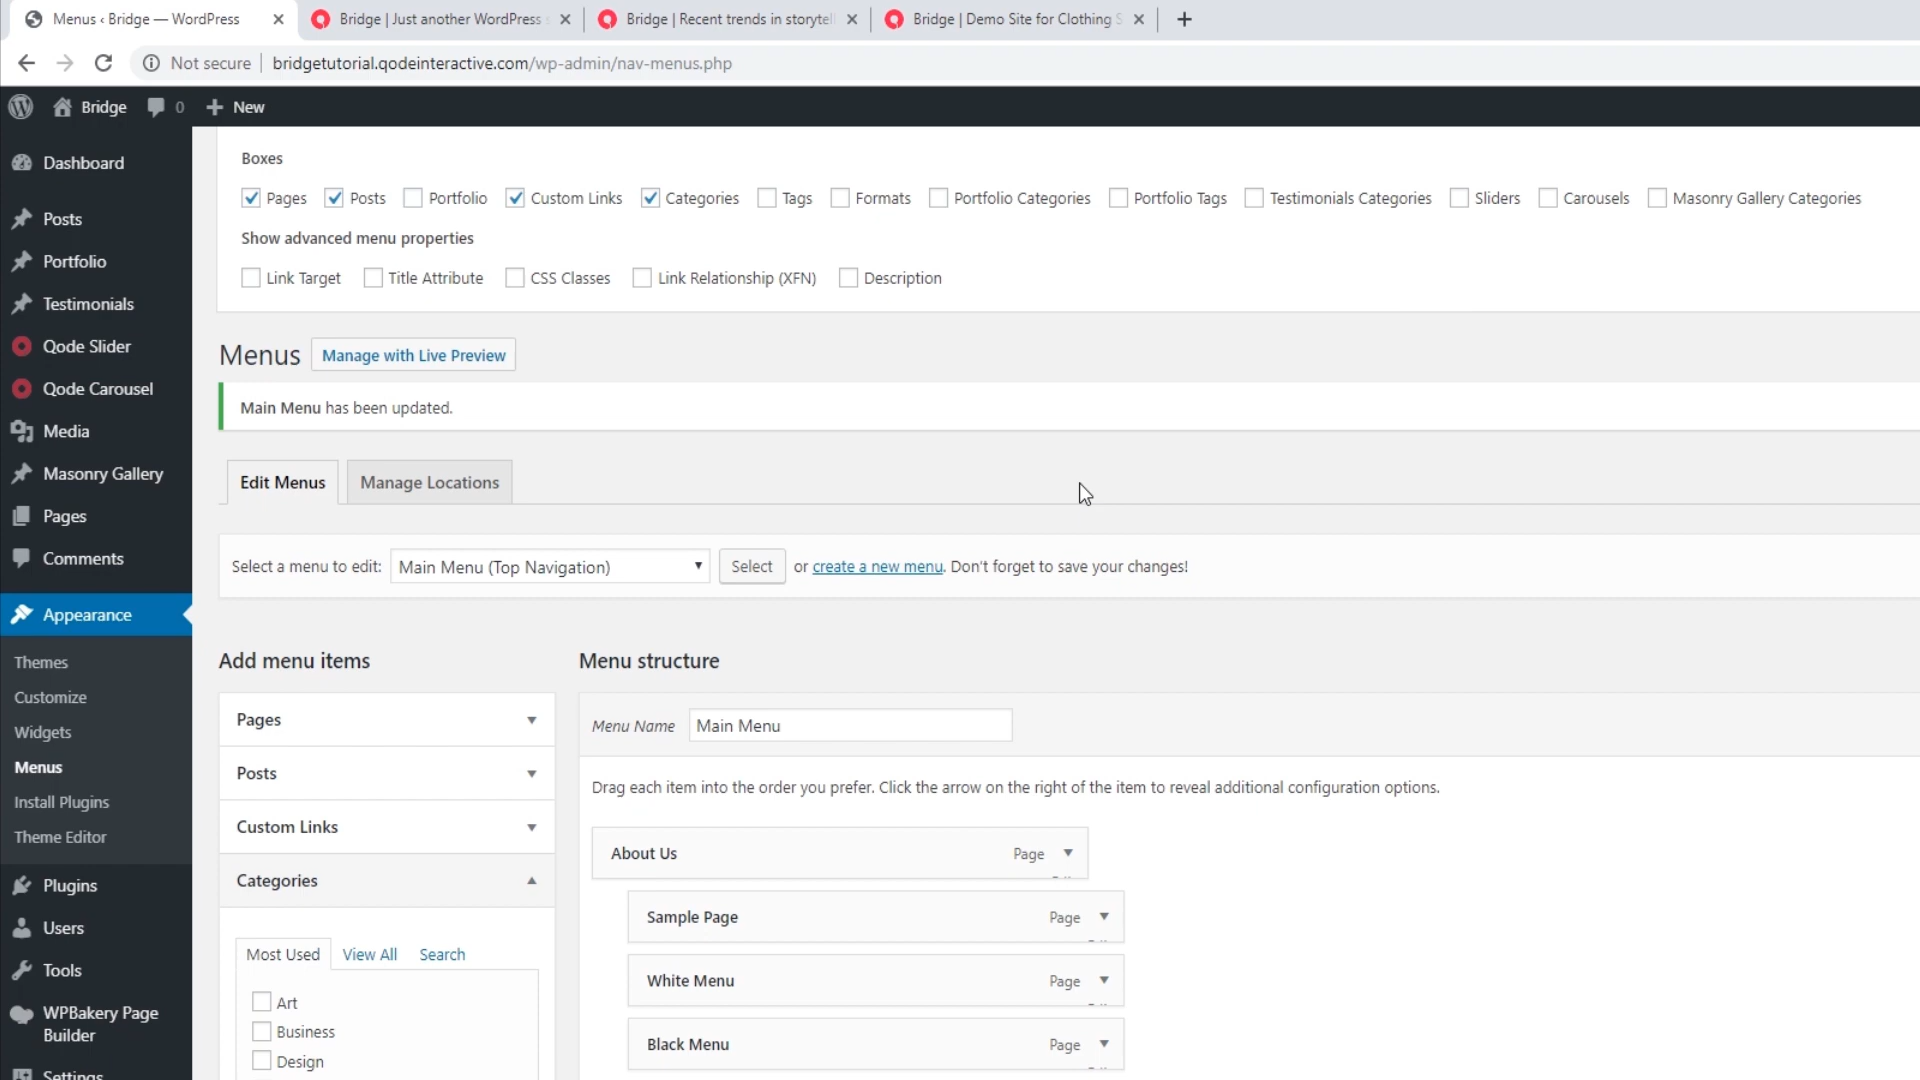 Menus ‹ Bridge — WordPress
Bridge | Just another WordPress s
Bridge | Recent trends in storytell
Bridge | Demo Site for Clothing S
Not secure
bridgetutorial.qodeinteractive.com/wp-admin/nav-menus.php
Bridge
0
New
Dashboard
Posts
Portfolio
Testimonials
Qode Slider
Qode Carousel
Media
Masonry Gallery
Pages
Comments
Appearance
Themes
Customize
Widgets
Menus
Install Plugins
Theme Editor
Plugins
Users
Tools
WPBakery Page
Builder
Settings
Boxes
Pages Posts Portfolio Custom Links Categories Tags Formats Portfolio Categories Portfolio Tags Testimonials Categories Sliders Carousels Masonry Gallery Categories
Show advanced menu properties
Link Target Title Attribute CSS Classes Link Relationship (XFN) Description
Menus Manage with Live Preview
Main Menu has been updated.
Edit Menus Manage Locations
Select a menu to edit: Main Menu (Top Navigation) Select or create a new menu. Don't forget to save your changes!
Add menu items
Pages
Posts
Custom Links
Categories
Most Used View All Search
Art
Business
Design
Menu structure
Menu Name Main Menu
Drag each item into the order you prefer. Click the arrow on the right of the item to reveal additional configuration options.
About Us Page
Sample Page Page
White Menu Page
Black Menu Page